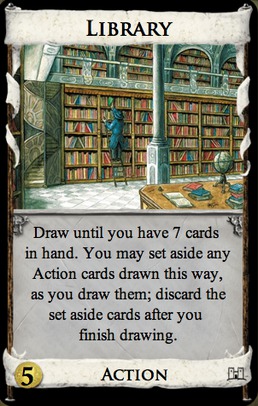 LIBRARY
Draw until you have 7 cards
in hand. You may set aside any
Action cards drawn this way,
as you draw them; discard the
set aside cards after you
finish drawing.
5 ACTION